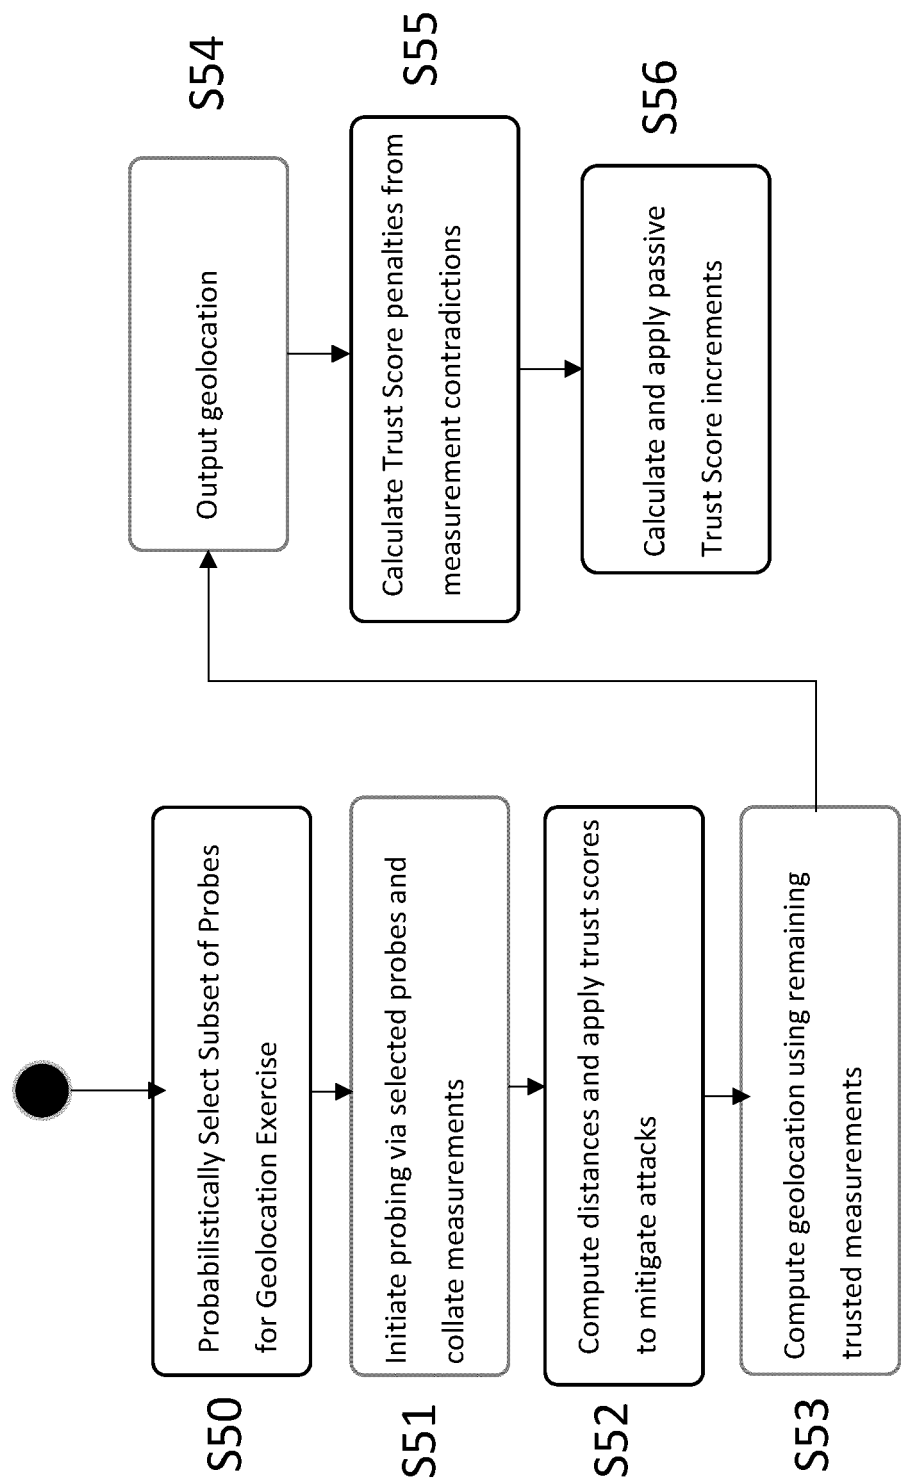 S50
Probabilistically Select Subset of Probes
for Geolocation Exercise
S51
Initiate probing via selected probes and
collate measurements
S52
Compute distances and apply trust scores
to mitigate attacks
S53
Compute geolocation using remaining
trusted measurements
S54
Output geolocation
S55
Calculate Trust Score penalties from
measurement contradictions
S56
Calculate and apply passive
Trust Score increments